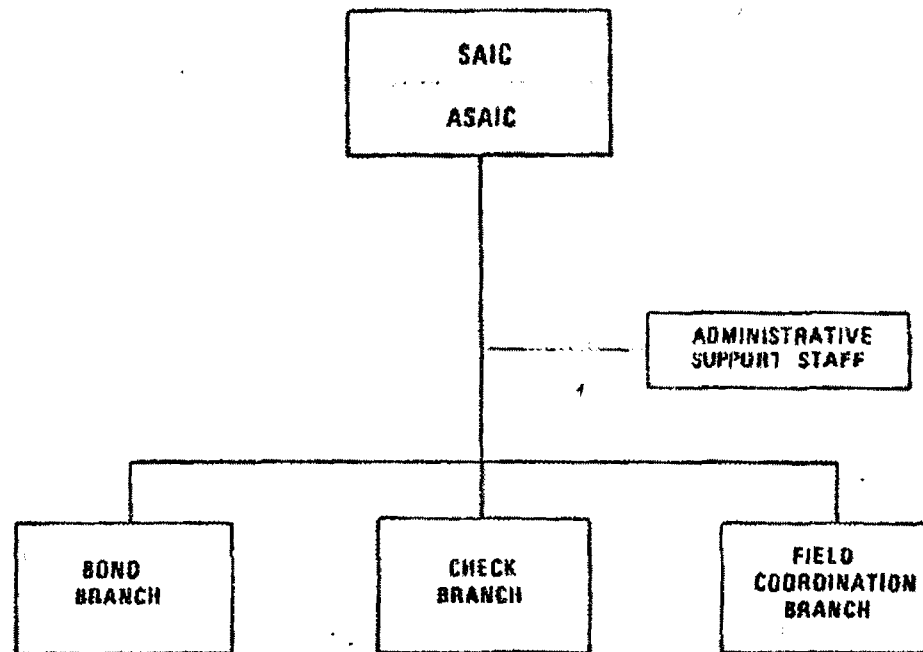 SAIC
ASAIC
ADMINISTRATIVE
SUPPORT STAFF
BOND
BRANCH
CHECK
BRANCH
FIELD
COORDINATION
BRANCH